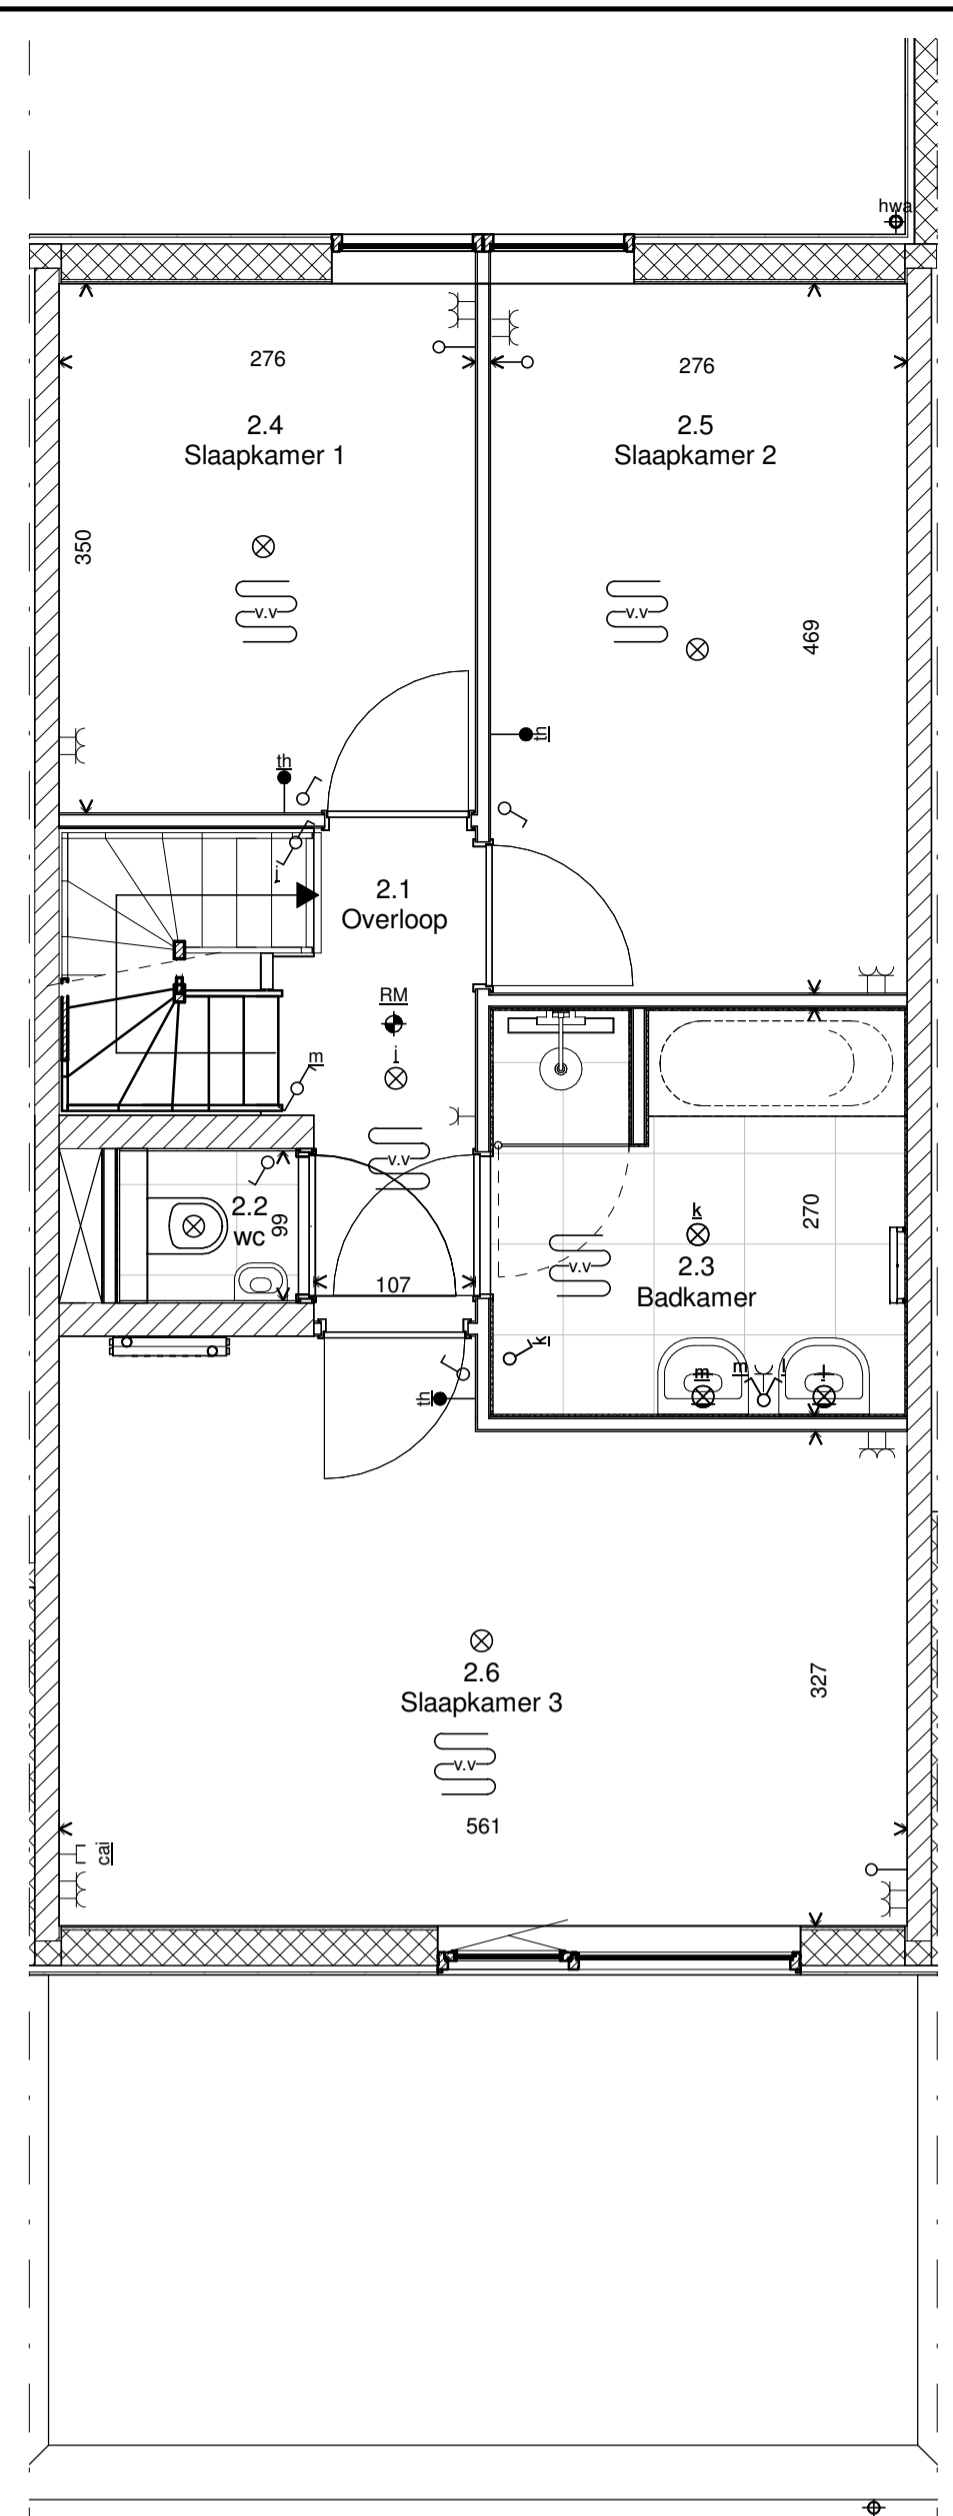 hwa
276
276
2.4
Slaapkamer 1
2.5
Slaapkamer 2
350
v.v
v.v
469
th
th
j
2.1
Overloop
RM
j
m
v.v
2.2
wc
99
107
k
270
2.3
Badkamer
v.v
k
m
m
l
l
th
2.6
Slaapkamer 3
327
v.v
561
cai